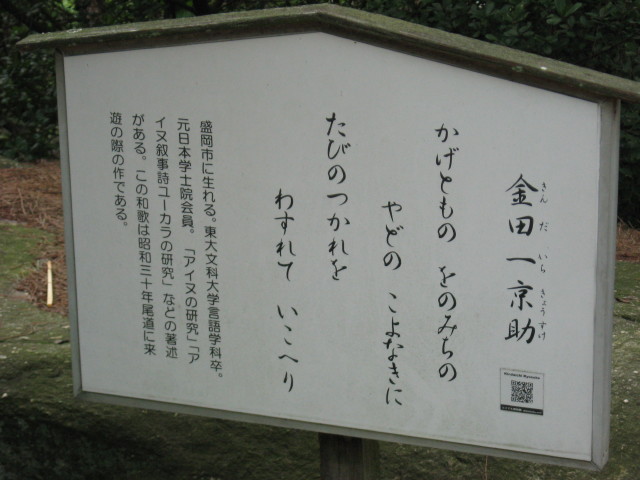 金田一京助
きん だ いち きょうすけ
かげともの をのみちの
やどの こよなきに
たびのつかれを
わすれて いこへり
盛岡市に生れる。東大文科大学言語学科卒。
元日本学士院会員。「アイヌの研究」「ア
イヌ叙事詩ユーカラの研究」などの著述
がある。この和歌は昭和三十年尾道に来
遊の際の作である。